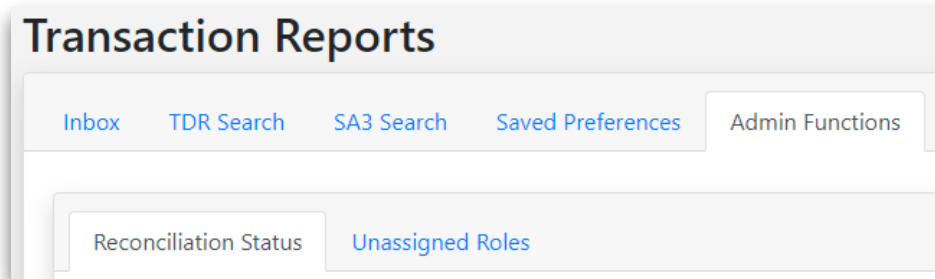 Transaction Reports
Inbox TDR Search SA3 Search Saved Preferences Admin Functions
Reconciliation Status Unassigned Roles